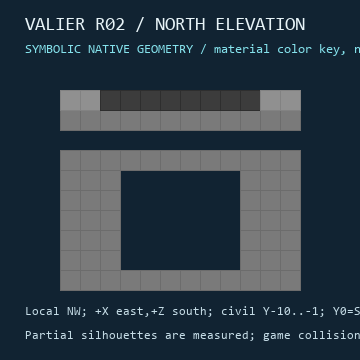 VALIER R02 / NORTH ELEVATION
SYMBOLIC NATIVE GEOMETRY / material color key, n
Local NW; +X east,+Z south; civil Y-10..-1; Y0=S
Partial silhouettes are measured; game collision